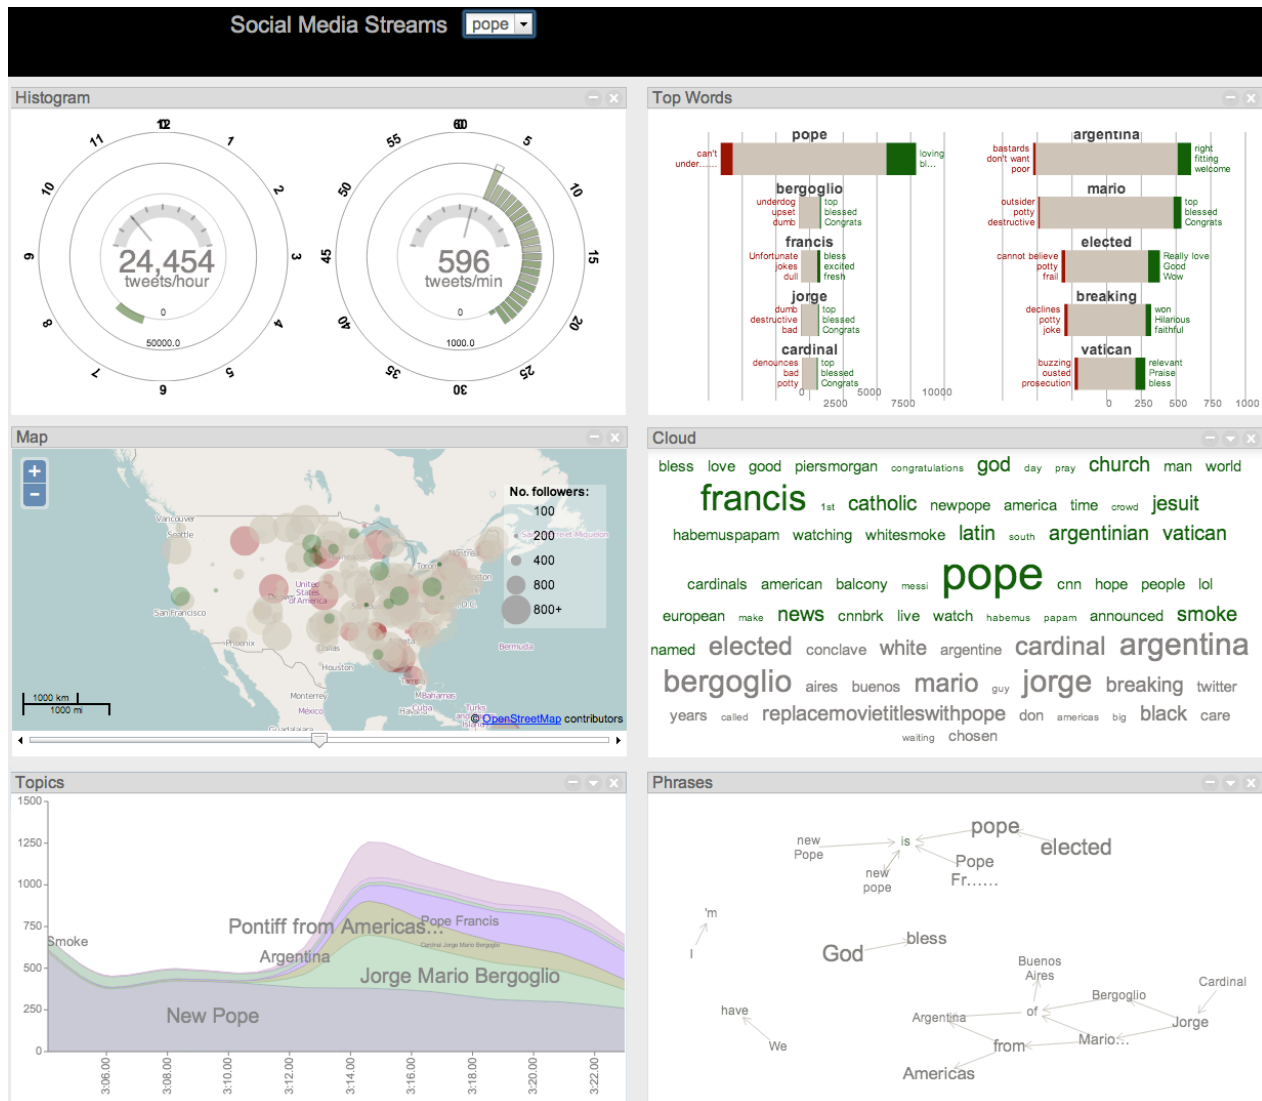 Social Media Streams pope
Histogram
12
1
2
3
4
5
6
7
8
9
10
11
24,454
tweets/hour
0
50000.0
60
5
10
15
20
25
30
35
40
45
50
55
596
tweets/min
0
1000.0
Top Words
pope
can't
under......
loving
bl...
bergoglio
underdog
upset
dumb
top
blessed
Congrats
francis
Unfortunate
jokes
dull
bless
excited
fresh
jorge
dumb
destructive
bad
top
blessed
Congrats
cardinal
denounces
bad
potty
top
blessed
Congrats
0 5000 10000
2500 7500
argentina
bastards
don't want
poor
right
fitting
welcome
mario
outsider
potty
destructive
top
blessed
Congrats
elected
cannot believe
potty
frail
Really love
Good
Wow
breaking
declines
potty
joke
won
Hilarious
faithful
vatican
buzzing
ousted
prosecution
relevant
Praise
bless
0 500 1000
250 750
Map
+
−
No. followers:
100
200
400
800
800+
Vancouver
Seattle
San Francisco
United
States
of America
Phoenix
Dallas
Houston
Monterrey
México
Toron
Montréal
Bermuda
Bahamas
Cuba
Turks
1000 km
1000 mi
© OpenStreetMap contributors
Cloud
bless love good piersmorgan congratulations god day pray church man world
francis 1st catholic newpope america time crowd jesuit
habemuspapam watching whitesmoke latin south argentinian vatican
cardinals american balcony messi pope cnn hope people lol
european make news cnnbrk live watch habemus papam announced smoke
named elected conclave white argentine cardinal argentina
bergoglio aires buenos mario guy jorge breaking twitter
years called replacemovietitleswithpope don americas big black care
waiting chosen
Topics
1500
1250
1000
750
500
250
0
Smoke
Pontiff from Americas...
Pope Francis
Argentina
Cardinal Jorge Mario Bergoglio
Jorge Mario Bergoglio
New Pope
3:06:00
3:08:00
3:10:00
3:12:00
3:14:00
3:16:00
3:18:00
3:20:00
3:22:00
Phrases
new
Pope
is
pope
elected
new
pope
Pope
Fr......
'm
I
God
bless
Buenos
Aires
Bergoglio
Cardinal
have
We
Argentina
of
Jorge
from
Mario...
Americas